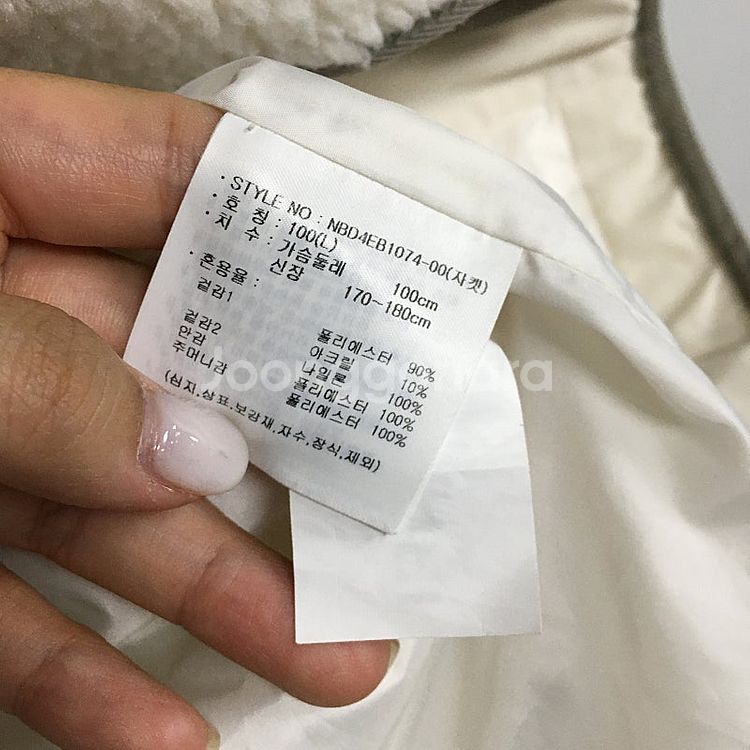 · STYLE NO : NBD4EB1074-00(자켓)
· 호 칭 : 100(L)
· 치 수 : 가슴둘레 100cm
신장 170~180cm
· 혼용율 :
겉감1 폴리에스터 90%
아크릴 10%
겉감2 나일론 100%
안감 폴리에스터 100%
주머니감 폴리에스터 100%
(심지,상표,보강재,자수,장식,제외)
Joonggonara